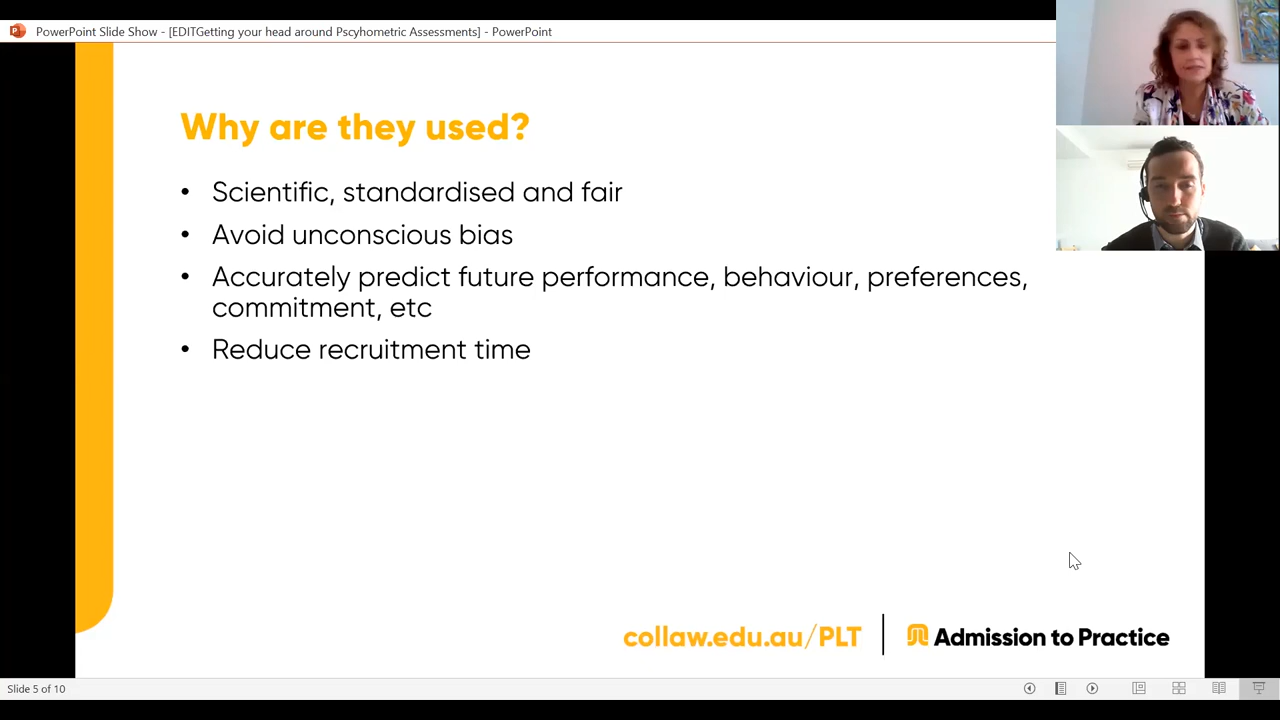 PowerPoint Slide Show - [EDITGetting your head around Pscyhometric Assessments] - PowerPoint
Why are they used?
• Scientific, standardised and fair
• Avoid unconscious bias
• Accurately predict future performance, behaviour, preferences,
commitment, etc
• Reduce recruitment time
collaw.edu.au/PLT
Admission to Practice
Slide 5 of 10